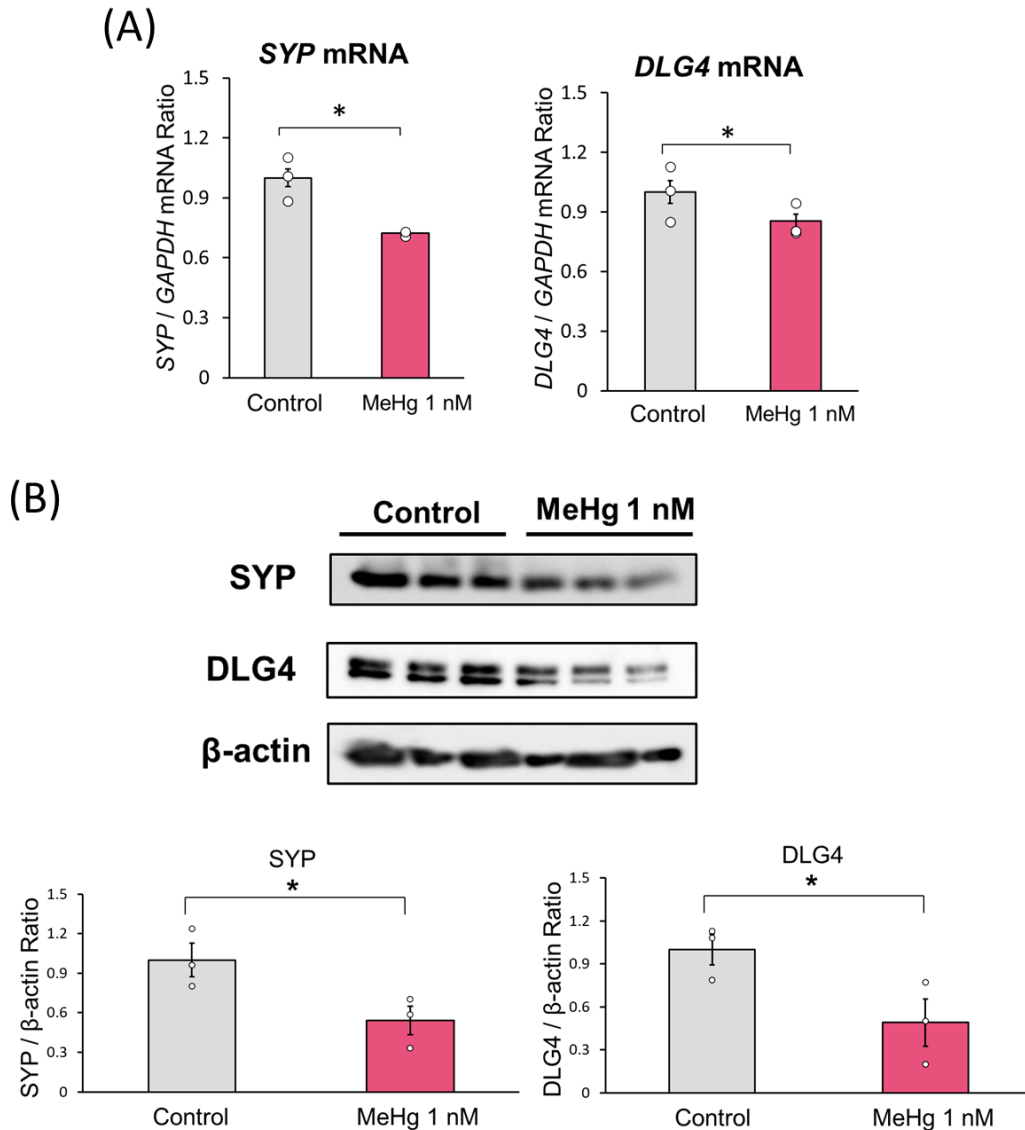 (A)
SYP mRNA
SYP / GAPDH mRNA Ratio
1.5
1.2
0.9
0.6
0.3
0
*
Control
MeHg 1 nM
DLG4 mRNA
DLG4 / GAPDH mRNA Ratio
1.5
1.2
0.9
0.6
0.3
0
*
Control
MeHg 1 nM
(B)
Control
MeHg 1 nM
SYP
DLG4
β-actin
SYP
SYP / β-actin Ratio
1.5
1.2
0.9
0.6
0.3
0
*
Control
MeHg 1 nM
DLG4
DLG4 / β-actin Ratio
1.5
1.2
0.9
0.6
0.3
0
*
Control
MeHg 1 nM